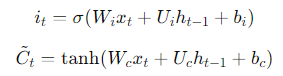 i_t = σ(W_i x_t + U_i h_{t−1} + b_i)
C̃_t = tanh(W_c x_t + U_c h_{t−1} + b_c)